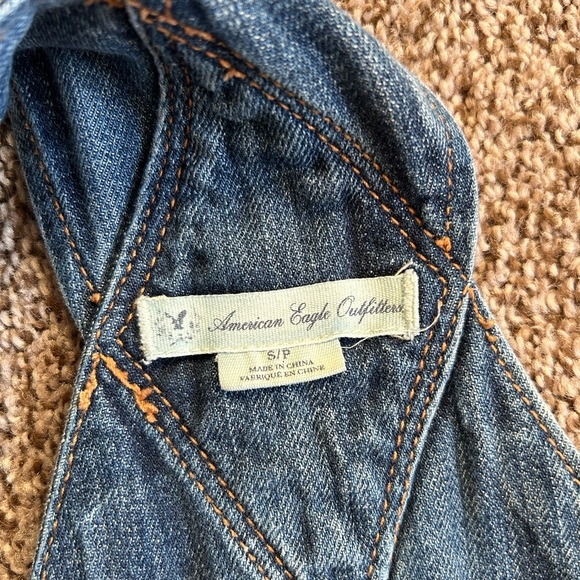 American Eagle Outfitters
S/P
MADE IN CHINA
FABRIQUÉ EN CHINE